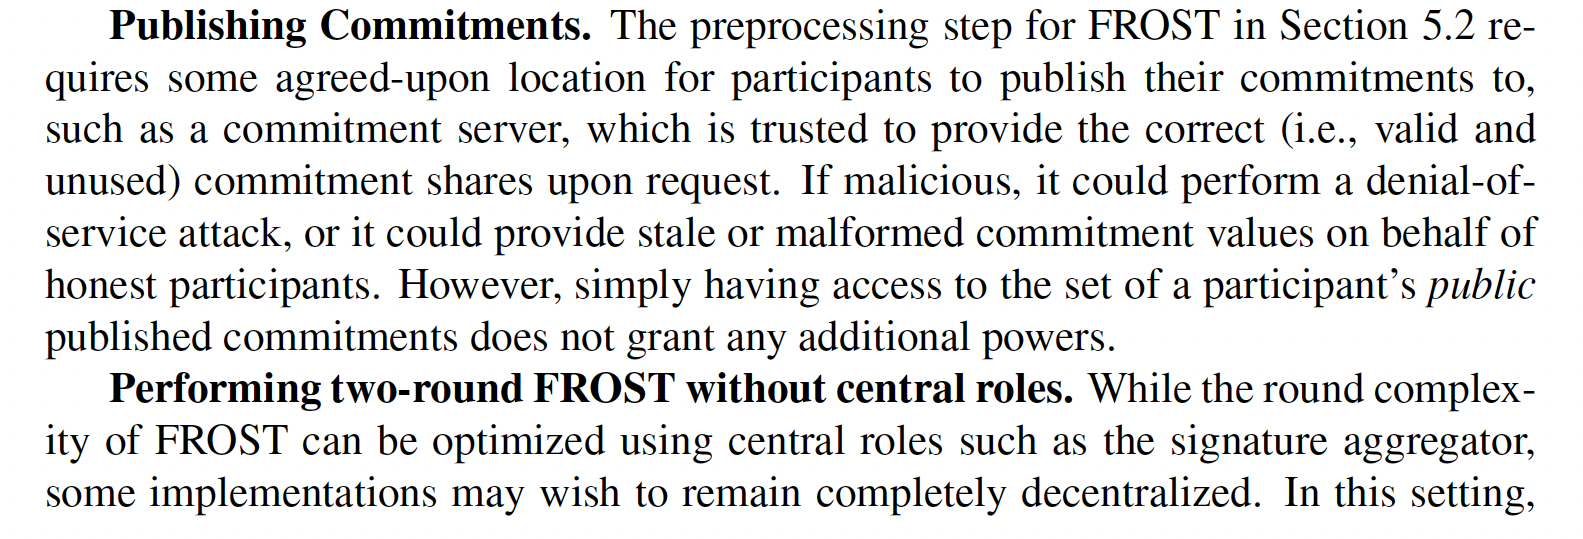 Publishing Commitments. The preprocessing step for FROST in Section 5.2 re-
quires some agreed-upon location for participants to publish their commitments to,
such as a commitment server, which is trusted to provide the correct (i.e., valid and
unused) commitment shares upon request. If malicious, it could perform a denial-of-
service attack, or it could provide stale or malformed commitment values on behalf of
honest participants. However, simply having access to the set of a participant’s public
published commitments does not grant any additional powers.
Performing two-round FROST without central roles. While the round complex-
ity of FROST can be optimized using central roles such as the signature aggregator,
some implementations may wish to remain completely decentralized. In this setting,